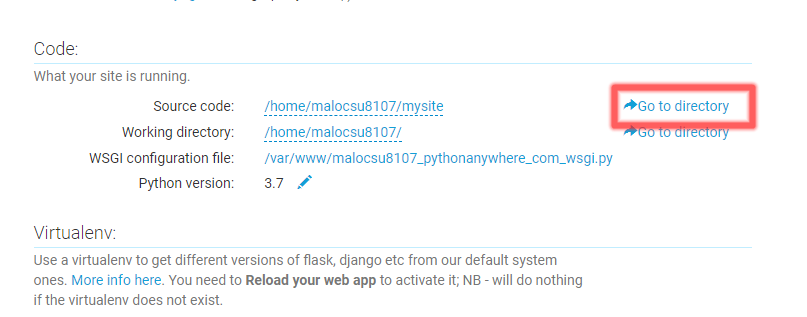 Code:
What your site is running.
Source code: /home/malocsu8107/mysite Go to directory
Working directory: /home/malocsu8107/ Go to directory
WSGI configuration file: /var/www/malocsu8107_pythonanywhere_com_wsgi.py
Python version: 3.7
Virtualenv:
Use a virtualenv to get different versions of flask, django etc from our default system
ones. More info here. You need to Reload your web app to activate it; NB - will do nothing
if the virtualenv does not exist.